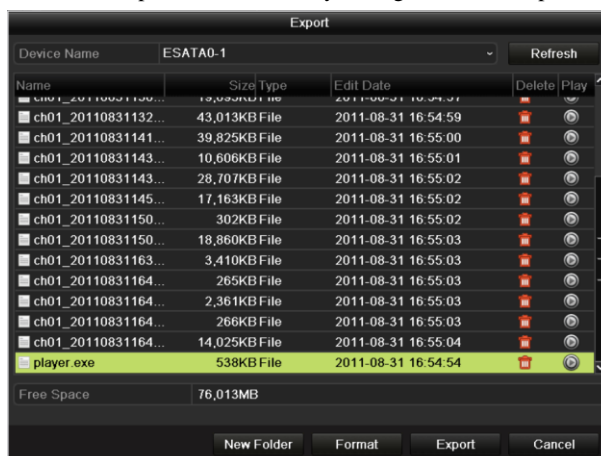 Export
Device Name ESATA0-1 Refresh
Name Size Type Edit Date Delete Play
ch01_20110831132... 43,013KB File 2011-08-31 16:54:59
ch01_20110831141... 39,825KB File 2011-08-31 16:55:00
ch01_20110831143... 10,606KB File 2011-08-31 16:55:01
ch01_20110831143... 28,707KB File 2011-08-31 16:55:02
ch01_20110831145... 17,163KB File 2011-08-31 16:55:02
ch01_20110831150... 302KB File 2011-08-31 16:55:02
ch01_20110831150... 18,860KB File 2011-08-31 16:55:03
ch01_20110831163... 3,410KB File 2011-08-31 16:55:03
ch01_20110831164... 265KB File 2011-08-31 16:55:03
ch01_20110831164... 2,361KB File 2011-08-31 16:55:03
ch01_20110831164... 266KB File 2011-08-31 16:55:03
ch01_20110831164... 14,025KB File 2011-08-31 16:55:04
player.exe 538KB File 2011-08-31 16:54:54
Free Space 76,013MB
New Folder Format Export Cancel